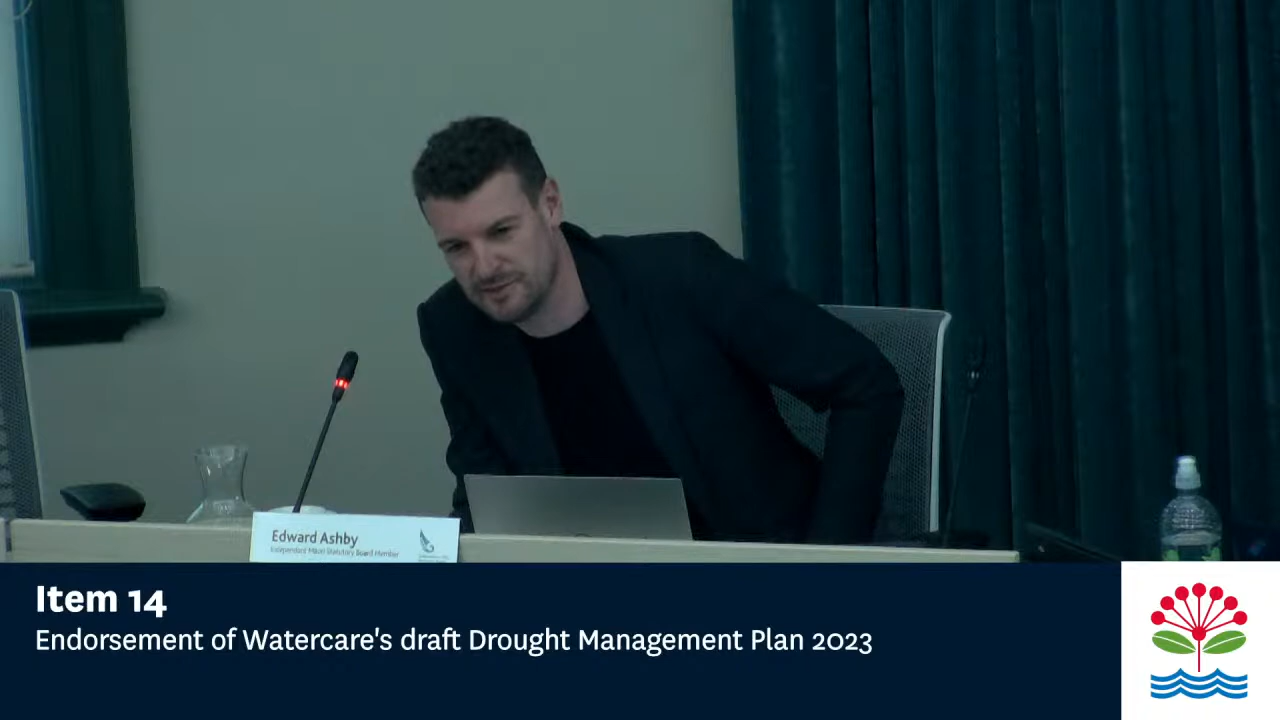 Edward Ashby
Independent Māori Statutory Board Member
Item 14
Endorsement of Watercare's draft Drought Management Plan 2023